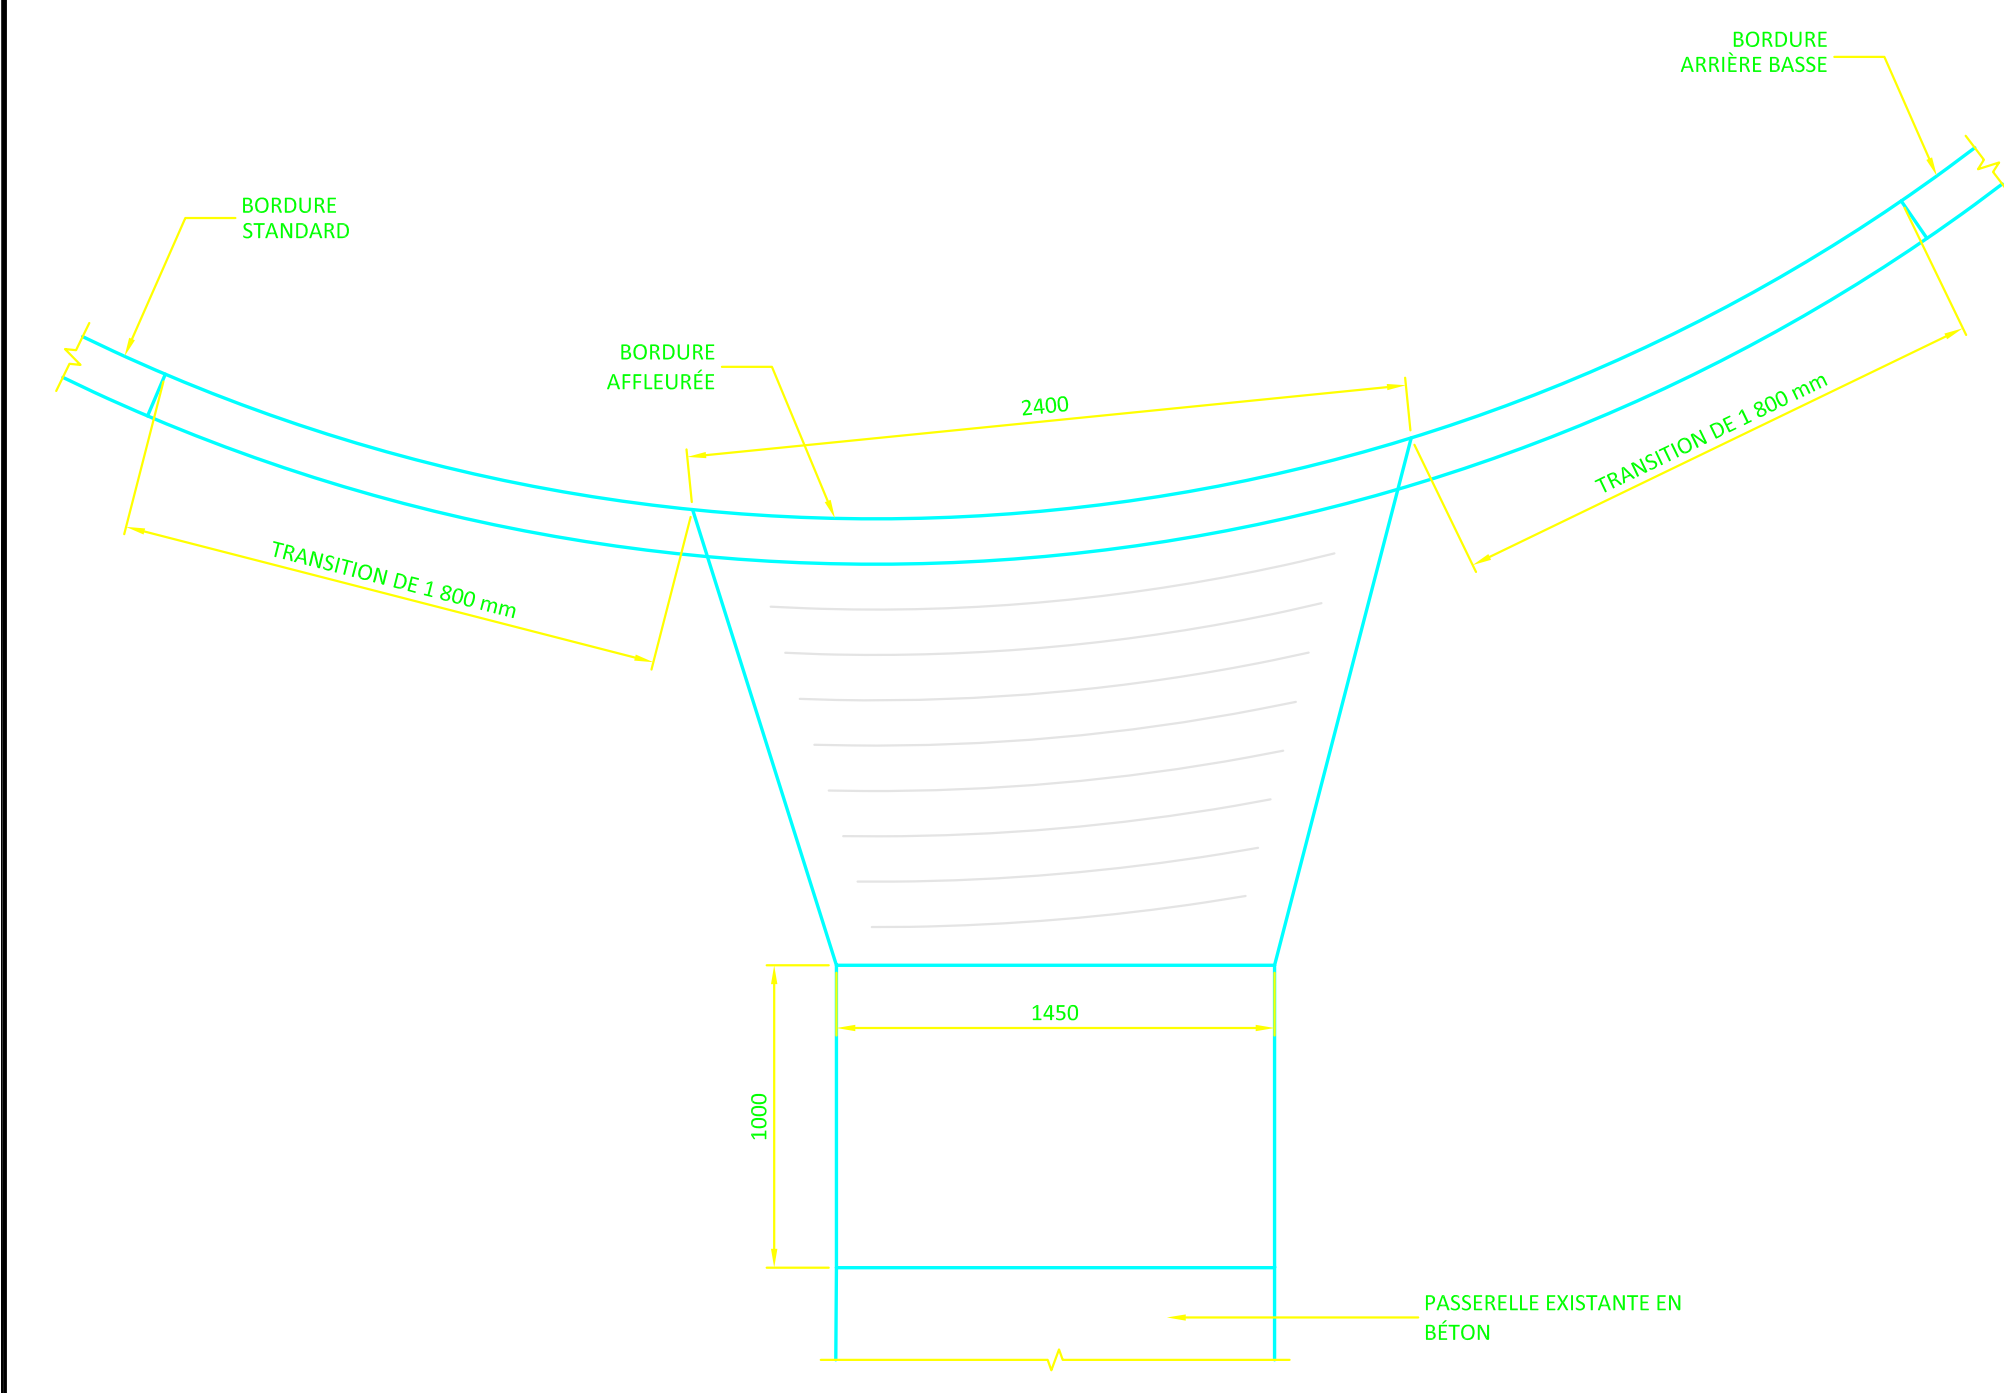 BORDURE
ARRIÈRE BASSE
BORDURE
STANDARD
BORDURE
AFFLEURÉE
2400
TRANSITION DE 1 800 mm
TRANSITION DE 1 800 mm
1450
1000
PASSERELLE EXISTANTE EN
BÉTON